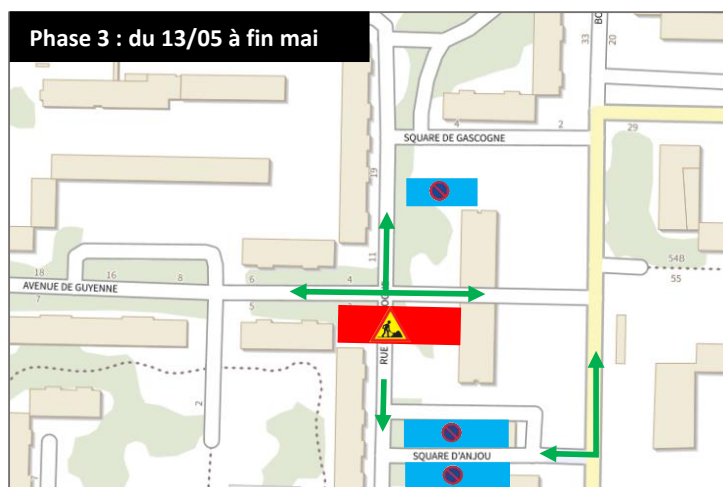 Phase 3 : du 13/05 à fin mai
33
20
4
2
SQUARE DE GASCOGNE
29
19
11
54B
55
18
16
8
6
4
AVENUE DE GUYENNE
7
5
RUE
2
SQUARE D'ANJOU